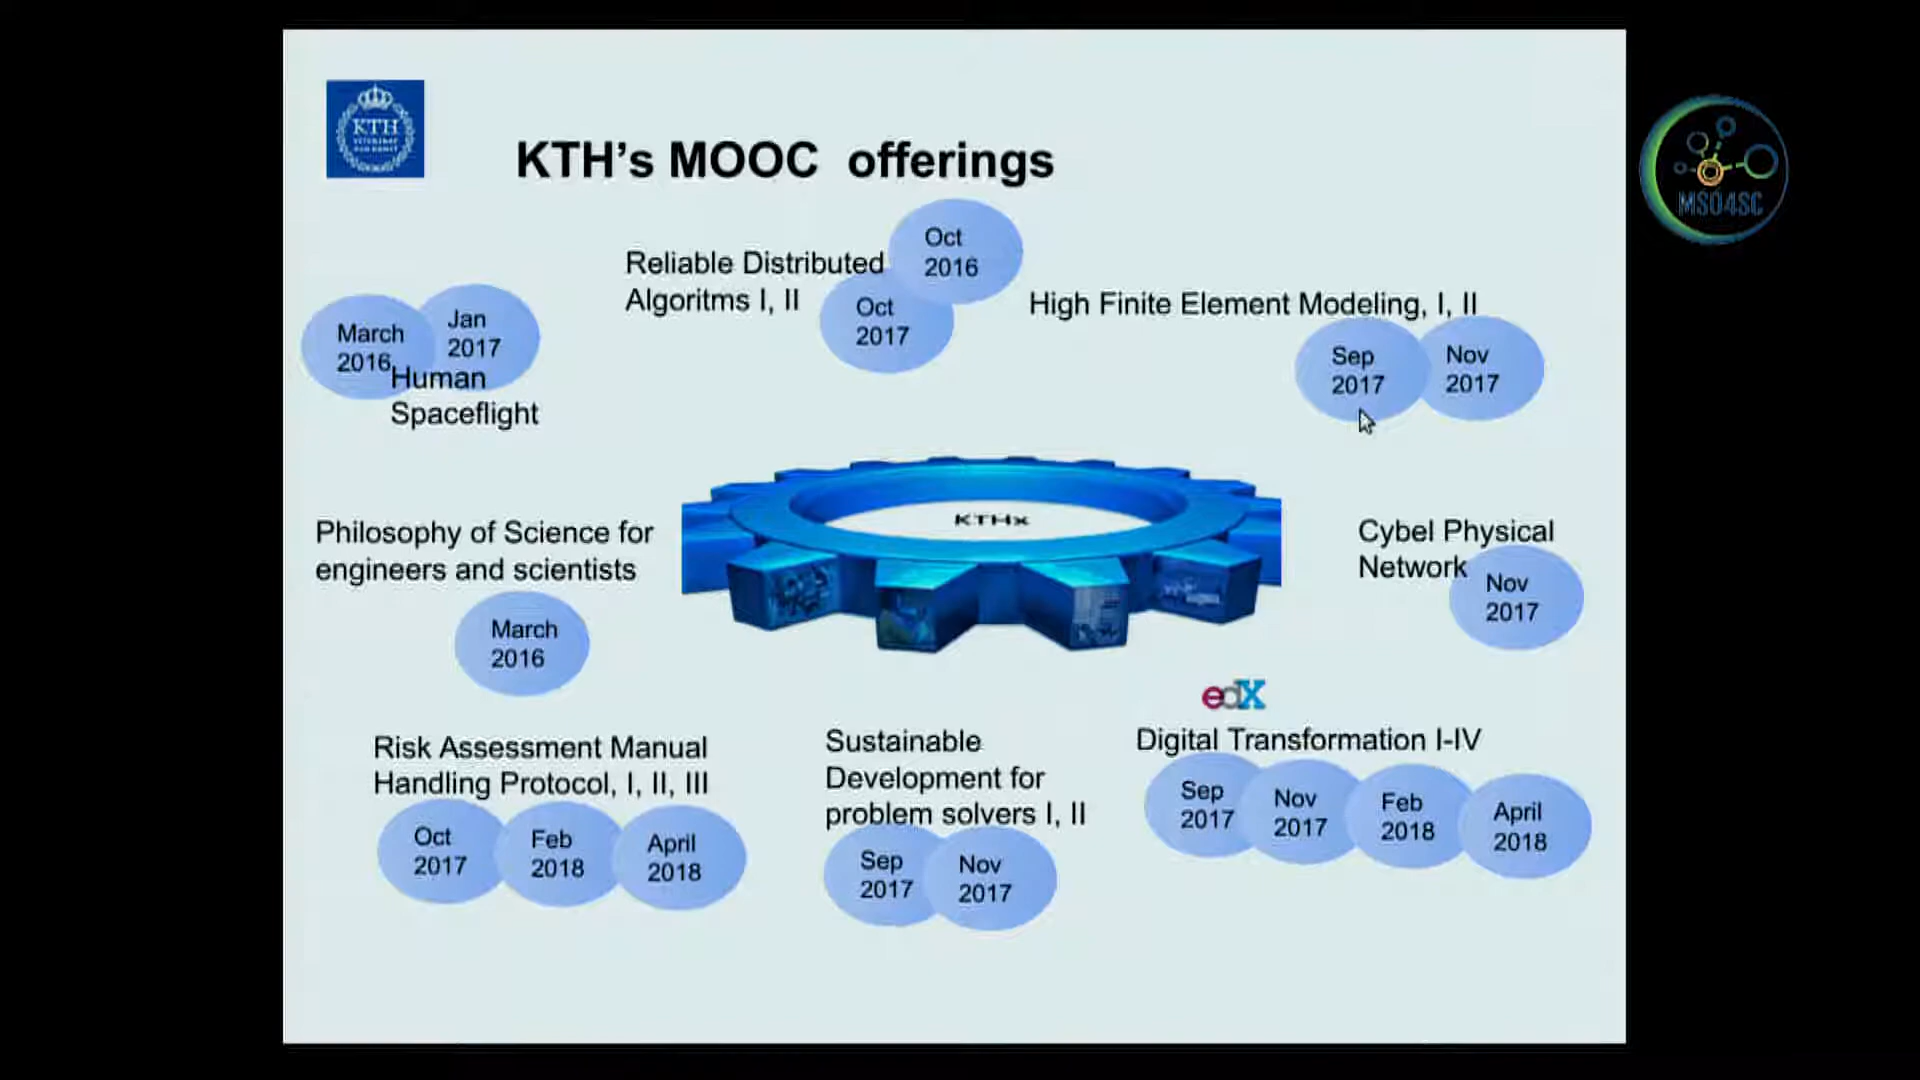 KTH
KTH's MOOC offerings
MSO4SC
Reliable Distributed
Algoritms I, II
Oct
2016
Oct
2017
High Finite Element Modeling, I, II
Sep
2017
Nov
2017
March
2016
Jan
2017
Human
Spaceflight
KTHx
Philosophy of Science for
engineers and scientists
March
2016
Cybel Physical
Network
Nov
2017
edX
Risk Assessment Manual
Handling Protocol, I, II, III
Oct
2017
Feb
2018
April
2018
Sustainable
Development for
problem solvers I, II
Sep
2017
Nov
2017
Digital Transformation I-IV
Sep
2017
Nov
2017
Feb
2018
April
2018